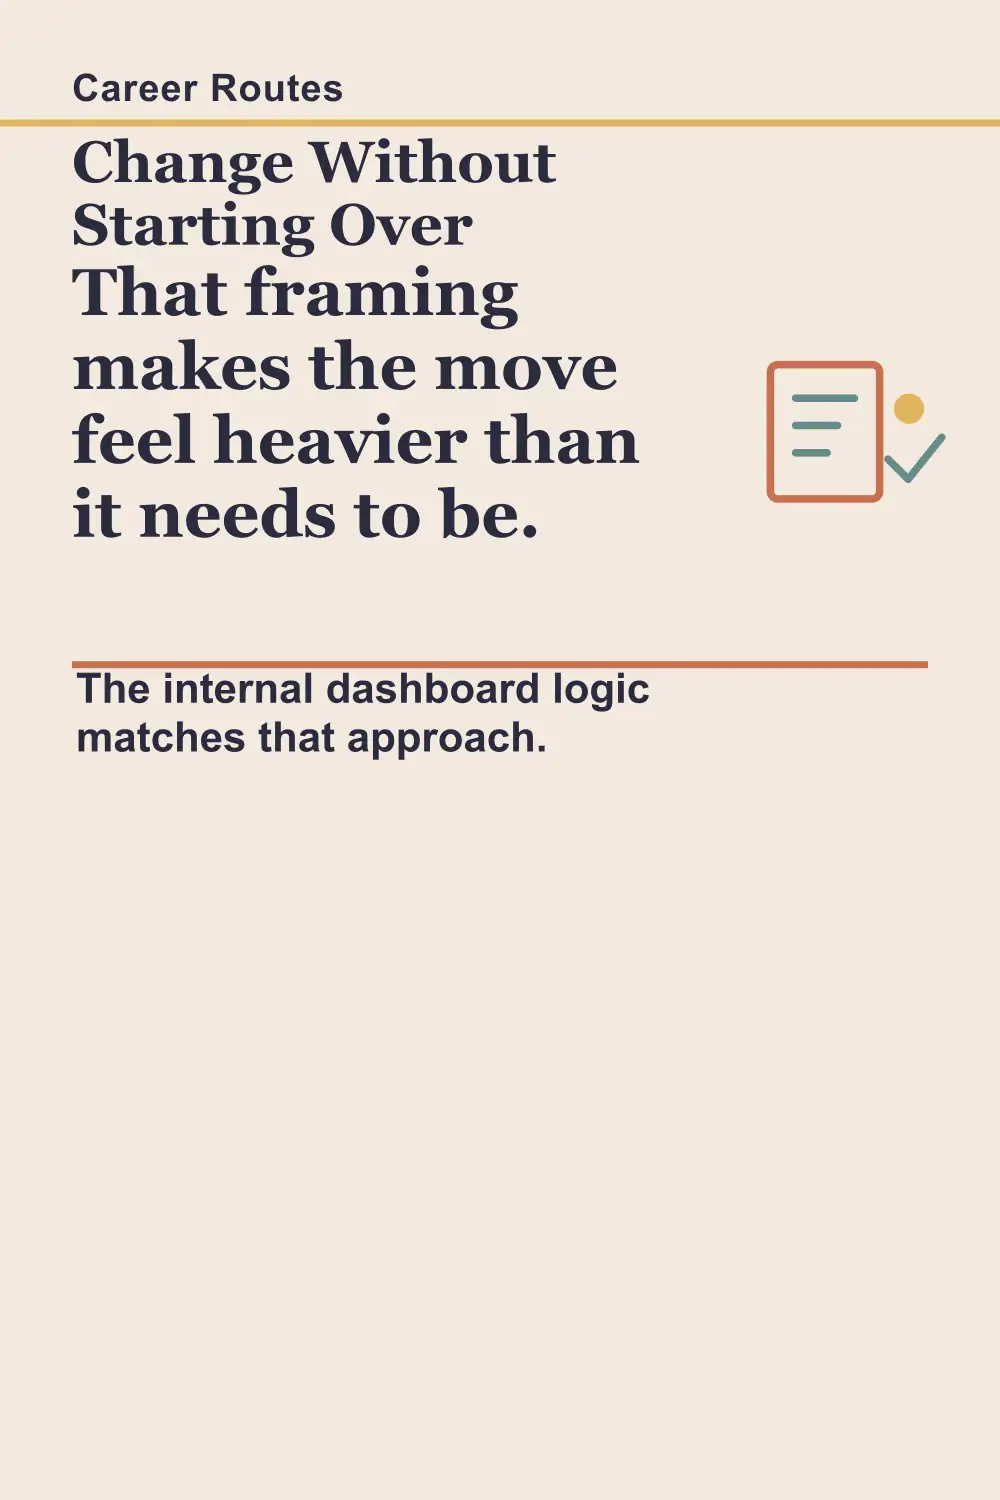 Career Routes
Change Without
Starting Over
That framing
makes the move
feel heavier than
it needs to be.
The internal dashboard logic
matches that approach.